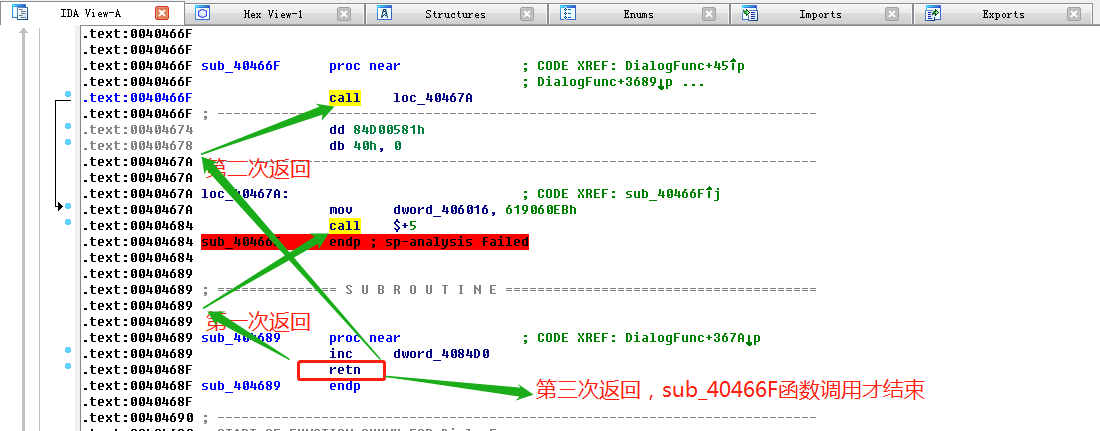 IDA View-A Hex View-1 Structures Enums Imports Exports
.text:0040466F
.text:0040466F
.text:0040466F sub_40466F proc near ; CODE XREF: DialogFunc+45↑p
.text:0040466F ; DialogFunc+3689↓p ...
.text:0040466F call loc_40467A
.text:0040466F ; ---------------------------------------------------------------------------
.text:00404674 dd 84D00581h
.text:00404678 db 40h, 0
.text:0040467A ; ---------------------------------------------------------------------------
第二次返回
.text:0040467A
.text:0040467A loc_40467A: ; CODE XREF: sub_40466F↑j
.text:0040467A mov dword_406016, 619060EBh
.text:00404684 call $+5
.text:00404684 sub_40466 endp ; sp-analysis failed
.text:00404684
.text:00404689
.text:00404689 ; =============== S U B R O U T I N E =======================================
.text:00404689
.text:00404689
第一次返回
.text:00404689 sub_404689 proc near ; CODE XREF: DialogFunc+367A↓p
.text:00404689 inc dword_4084D0
.text:0040468F retn
.text:0040468F sub_404689 endp
第三次返回，sub_40466F函数调用才结束
.text:0040468F
.text:00404690 ; ---------------------------------------------------------------------------